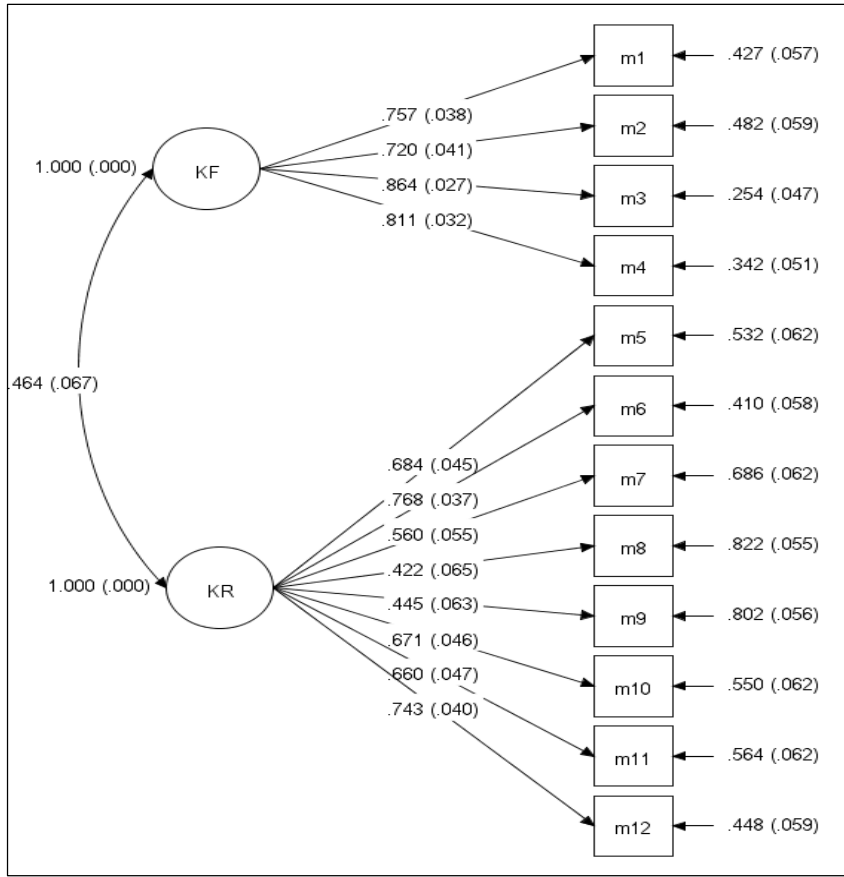 m1
.427 (.057)
.757 (.038)
m2
.482 (.059)
.720 (.041)
1.000 (.000)
KF
.864 (.027)
m3
.254 (.047)
.811 (.032)
m4
.342 (.051)
m5
.532 (.062)
.464 (.067)
m6
.410 (.058)
.684 (.045)
m7
.686 (.062)
.768 (.037)
.560 (.055)
m8
.822 (.055)
.422 (.065)
1.000 (.000)
KR
.445 (.063)
m9
.802 (.056)
.671 (.046)
.660 (.047)
m10
.550 (.062)
.743 (.040)
m11
.564 (.062)
m12
.448 (.059)